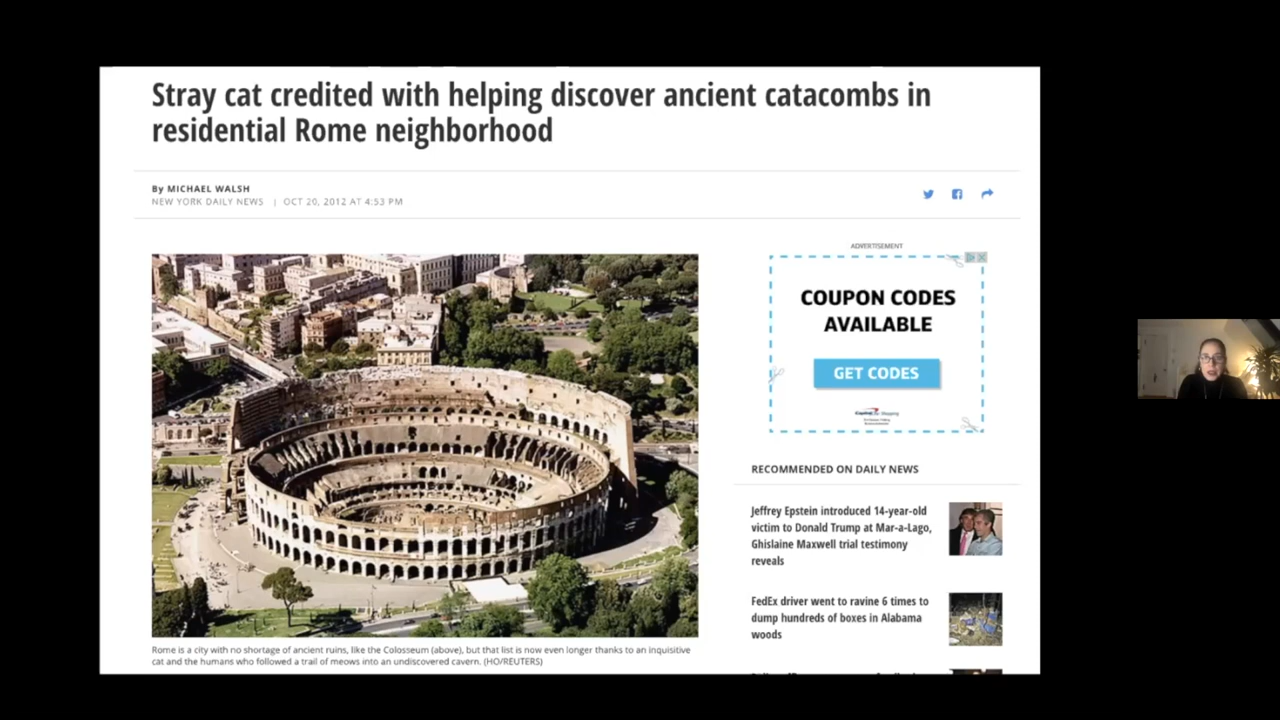 Stray cat credited with helping discover ancient catacombs in
residential Rome neighborhood
By MICHAEL WALSH
NEW YORK DAILY NEWS | OCT 20, 2012 AT 4:53 PM
Rome is a city with no shortage of ancient ruins, like the Colosseum (above), but that list is now even longer thanks to an inquisitive
cat and the humans who followed a trail of meows into an undiscovered cavern. (HO/REUTERS)
ADVERTISEMENT
COUPON CODES
AVAILABLE
GET CODES
RECOMMENDED ON DAILY NEWS
Jeffrey Epstein introduced 14-year-old
victim to Donald Trump at Mar-a-Lago,
Ghislaine Maxwell trial testimony
reveals
FedEx driver went to ravine 6 times to
dump hundreds of boxes in Alabama
woods